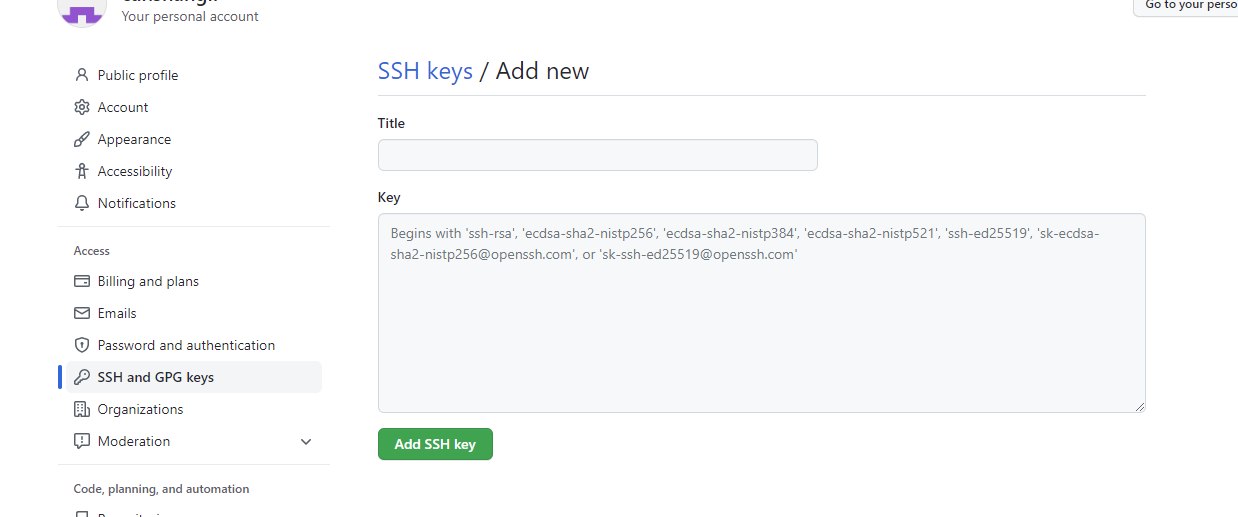 Your personal account
Go to your perso
Public profile
Account
Appearance
Accessibility
Notifications
Access
Billing and plans
Emails
Password and authentication
SSH and GPG keys
Organizations
Moderation
Code, planning, and automation
SSH keys / Add new
Title
Key
Begins with 'ssh-rsa', 'ecdsa-sha2-nistp256', 'ecdsa-sha2-nistp384', 'ecdsa-sha2-nistp521', 'ssh-ed25519', 'sk-ecdsa-
sha2-nistp256@openssh.com', or 'sk-ssh-ed25519@openssh.com'
Add SSH key